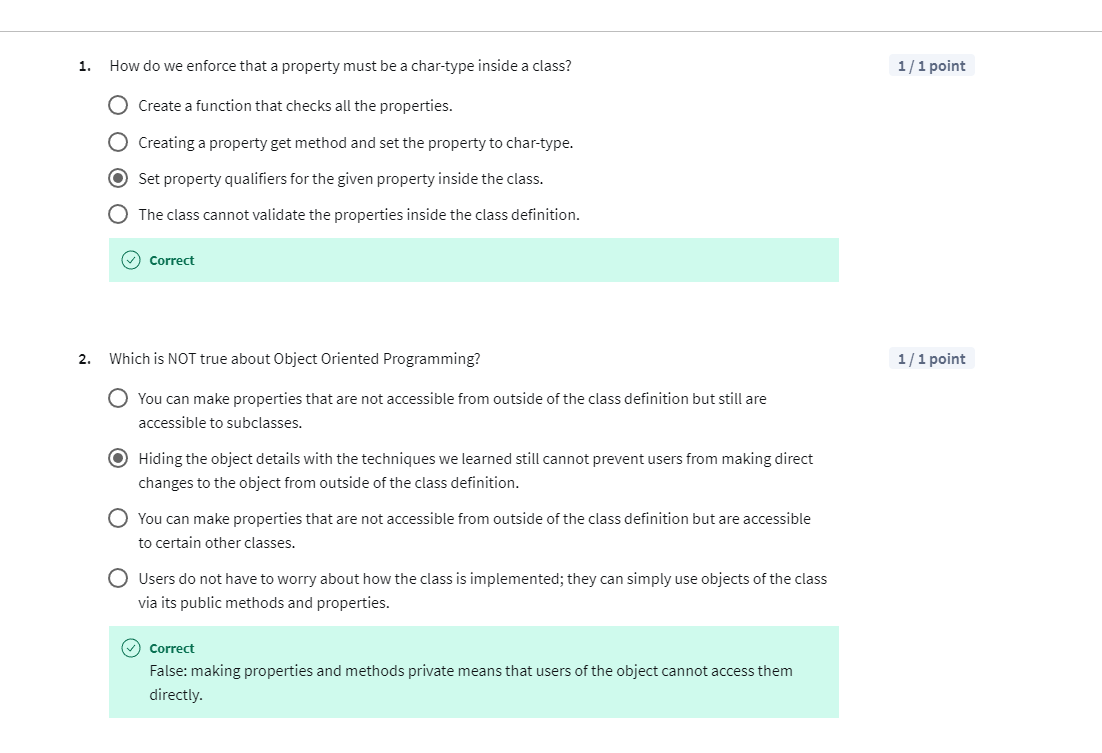 1. How do we enforce that a property must be a char-type inside a class? 1 / 1 point
Create a function that checks all the properties.
Creating a property get method and set the property to char-type.
Set property qualifiers for the given property inside the class.
The class cannot validate the properties inside the class definition.
Correct
2. Which is NOT true about Object Oriented Programming? 1 / 1 point
You can make properties that are not accessible from outside of the class definition but still are
accessible to subclasses.
Hiding the object details with the techniques we learned still cannot prevent users from making direct
changes to the object from outside of the class definition.
You can make properties that are not accessible from outside of the class definition but are accessible
to certain other classes.
Users do not have to worry about how the class is implemented; they can simply use objects of the class
via its public methods and properties.
Correct
False: making properties and methods private means that users of the object cannot access them
directly.